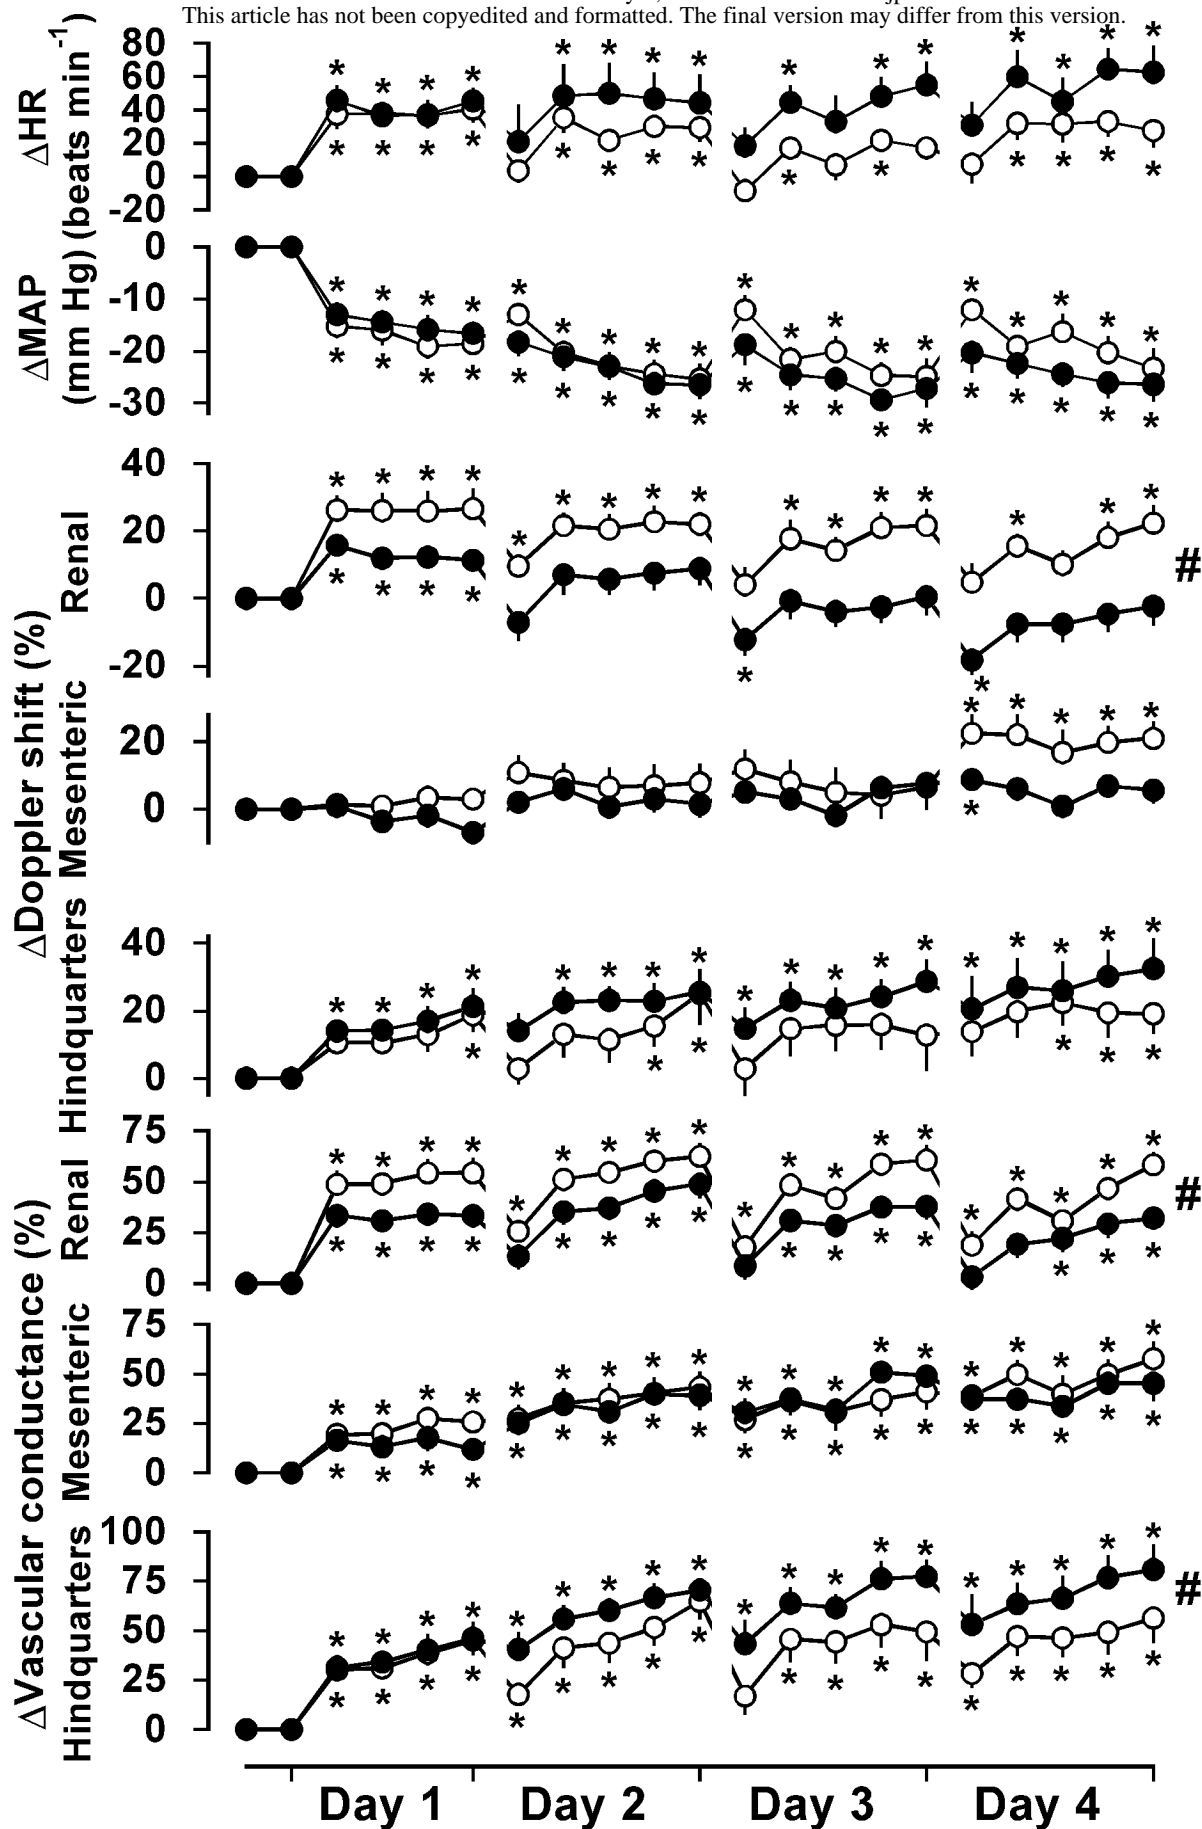 This article has not been copyedited and formatted. The final version may differ from this version.
ΔHR
(beats min⁻¹)
80
60
40
20
0
-20
ΔMAP
(mm Hg)
0
-10
-20
-30
ΔDoppler shift (%)
Renal
40
20
0
-20
#
Mesenteric
20
0
Hindquarters
40
20
0
ΔVascular conductance (%)
Renal
75
50
25
0
#
Mesenteric
75
50
25
0
Hindquarters
100
75
50
25
0
#
Day 1 Day 2 Day 3 Day 4